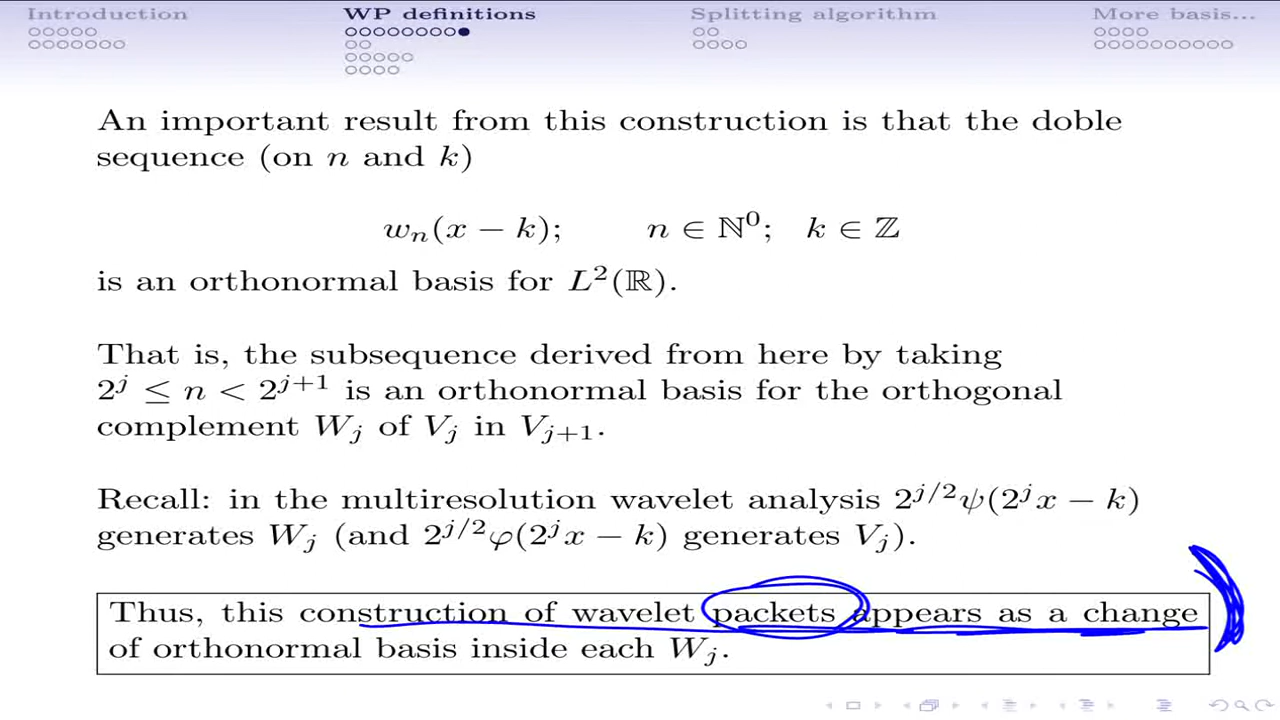 Introduction WP definitions Splitting algorithm More basis...
An important result from this construction is that the doble
sequence (on n and k)
wₙ(x − k); n ∈ ℕ⁰; k ∈ ℤ
is an orthonormal basis for L²(ℝ).
That is, the subsequence derived from here by taking
2ʲ ≤ n < 2ʲ⁺¹ is an orthonormal basis for the orthogonal
complement Wⱼ of Vⱼ in Vⱼ₊₁.
Recall: in the multiresolution wavelet analysis 2ʲ/²ψ(2ʲx − k)
generates Wⱼ (and 2ʲ/²φ(2ʲx − k) generates Vⱼ).
Thus, this construction of wavelet packets appears as a change
of orthonormal basis inside each Wⱼ.